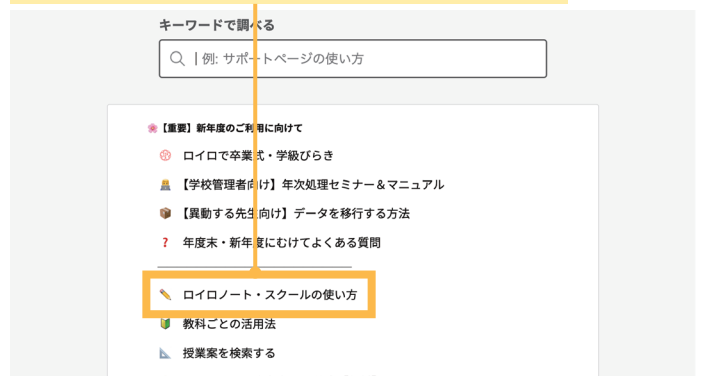 キーワードで調べる
例: サポートページの使い方
【重要】新年度のご利用に向けて
ロイロで卒業式・学級びらき
【学校管理者向け】年次処理セミナー＆マニュアル
【異動する先生向け】データを移行する方法
年度末・新年度にむけてよくある質問
ロイロノート・スクールの使い方
教科ごとの活用法
授業案を検索する